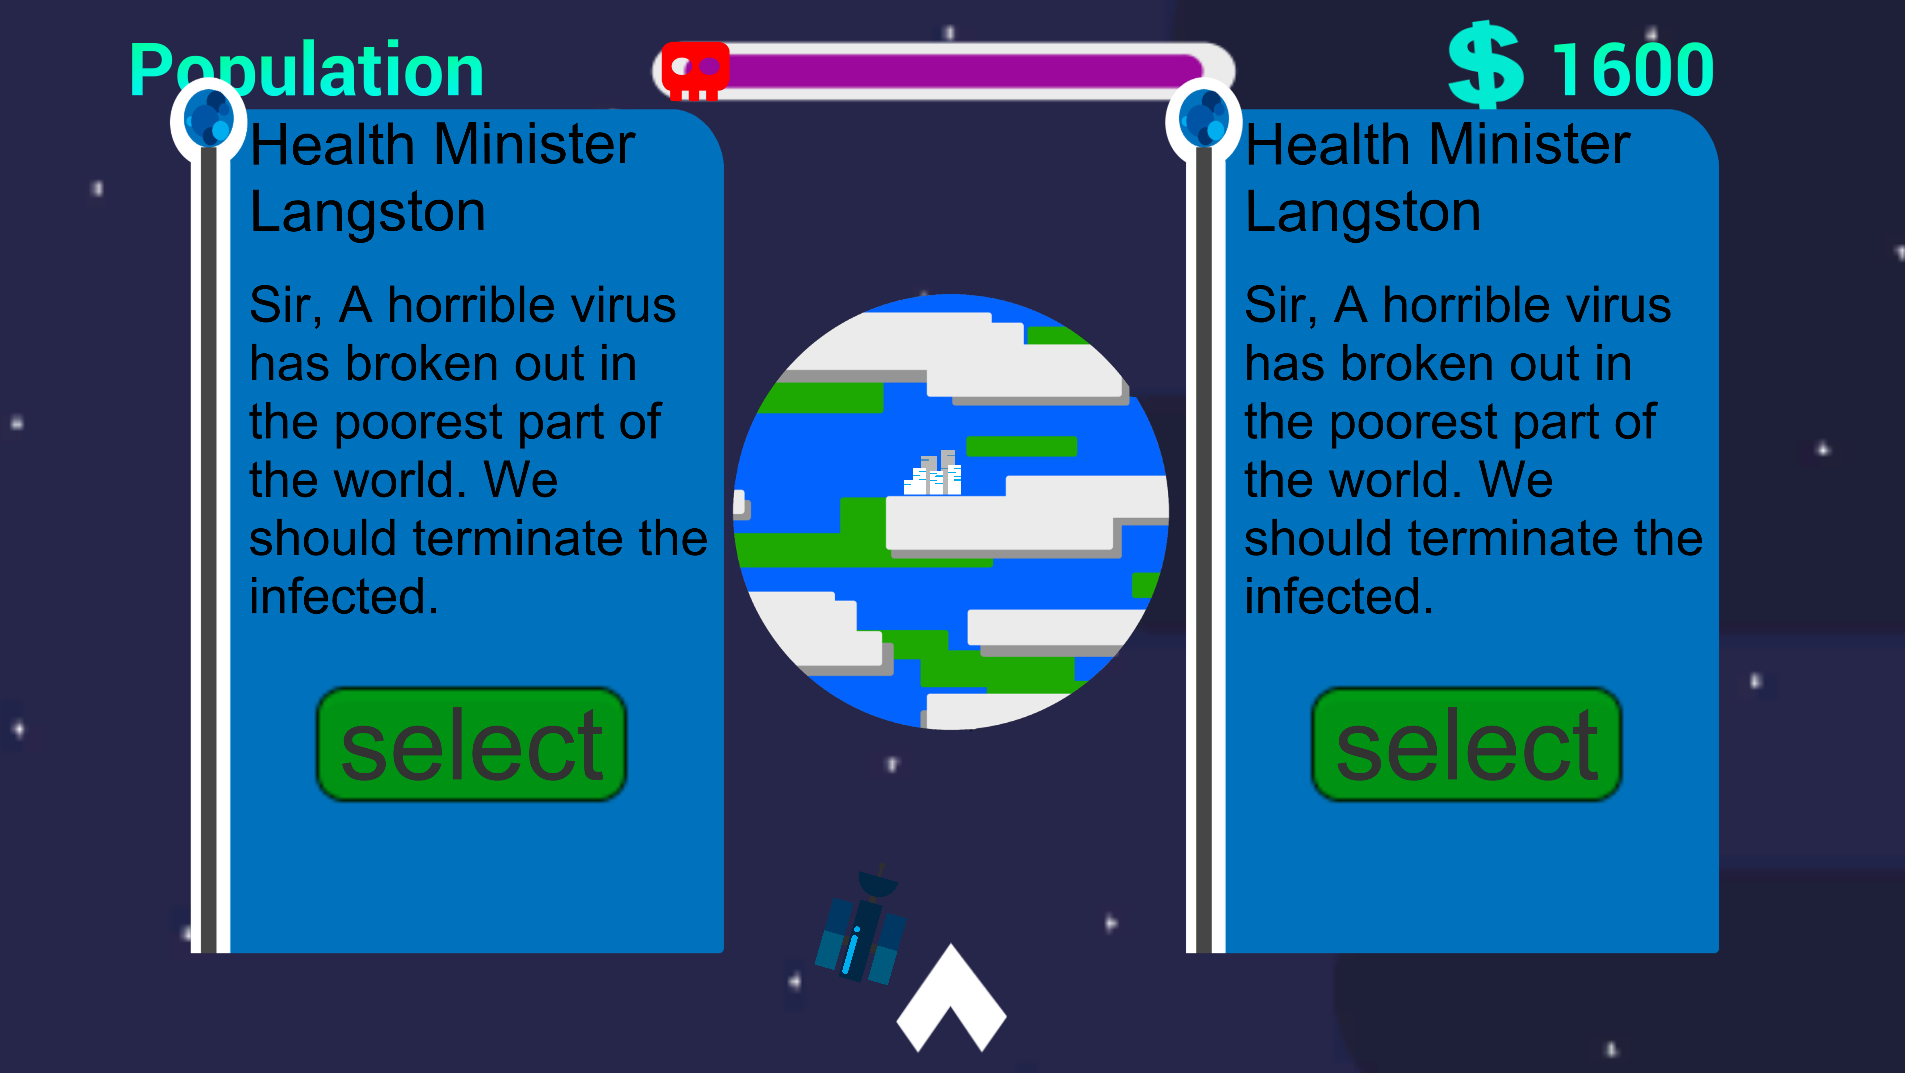 Population
$ 1600
Health Minister
Langston
Sir, A horrible virus
has broken out in
the poorest part of
the world. We
should terminate the
infected.
select
Health Minister
Langston
Sir, A horrible virus
has broken out in
the poorest part of
the world. We
should terminate the
infected.
select